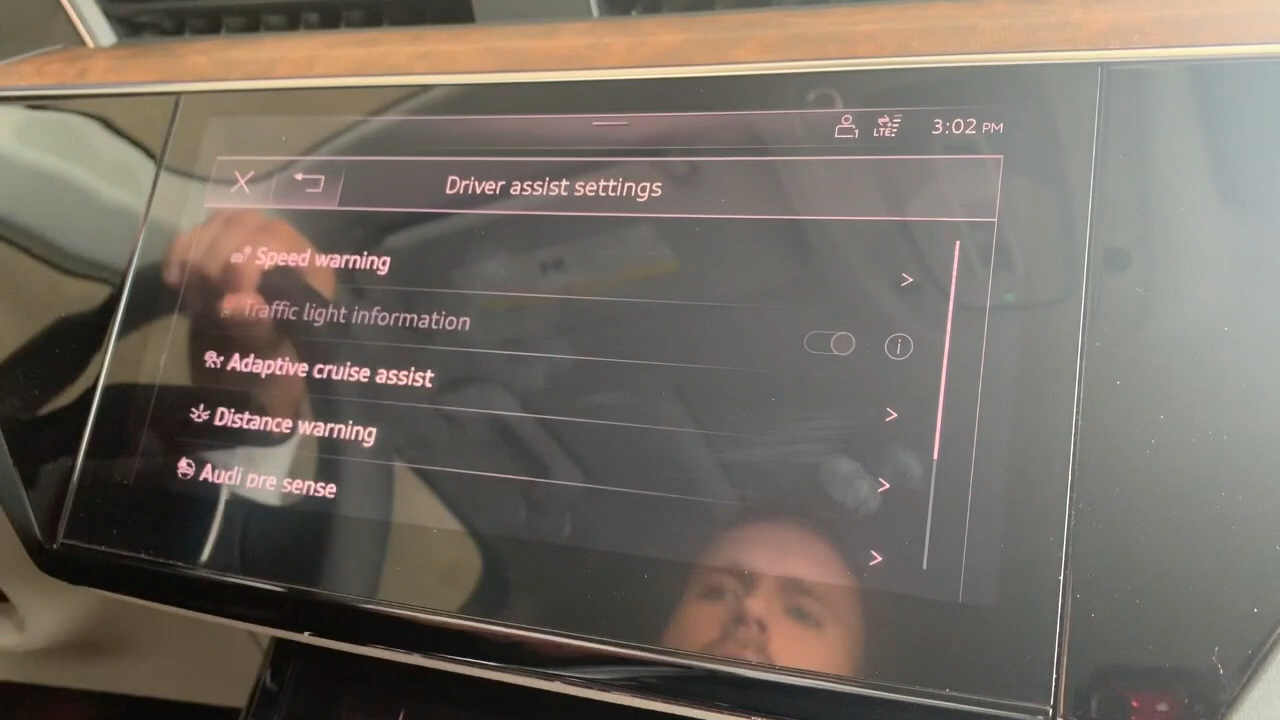 1 LTE 3:02 PM
Driver assist settings
Speed warning
Traffic light information
Adaptive cruise assist
Distance warning
Audi pre sense